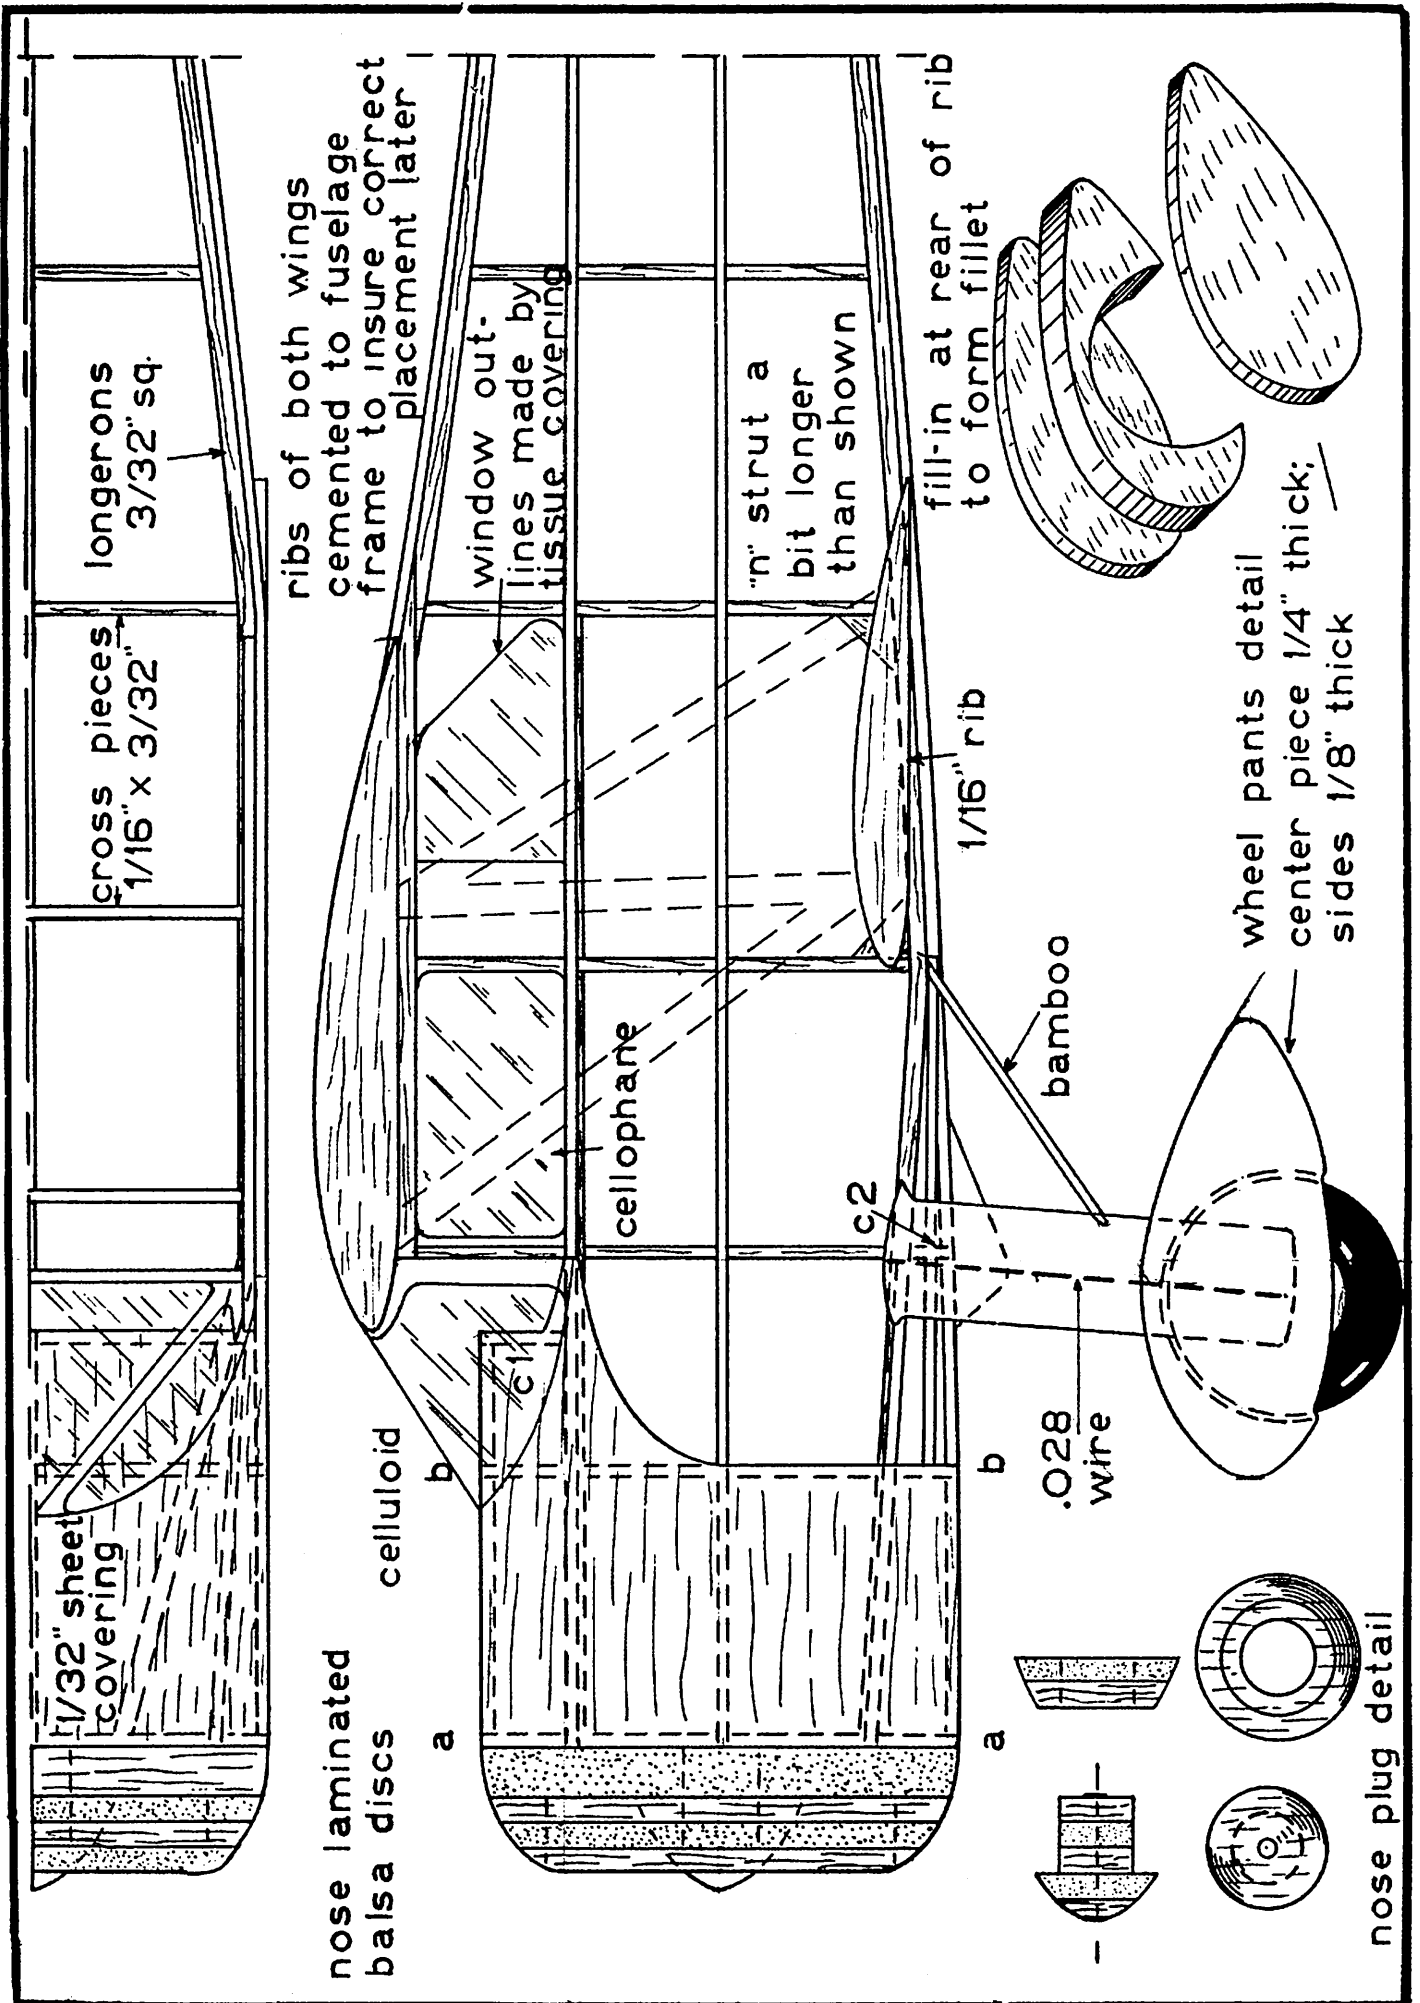 1/32" sheet
covering
cross pieces
1/16" x 3/32"
longerons
3/32" sq.
ribs of both wings
cemented to fuselage
frame to insure correct
placement later
nose laminated
balsa discs
celluloid
window out-
lines made by
tissue covering
a
b
c1
cellophane
"n" strut a
bit longer
than shown
c2
a
b
1/16" rib
fill-in at rear of rib
to form fillet
.028
wire
bamboo
wheel pants detail
center piece 1/4" thick;
sides 1/8" thick
nose plug detail